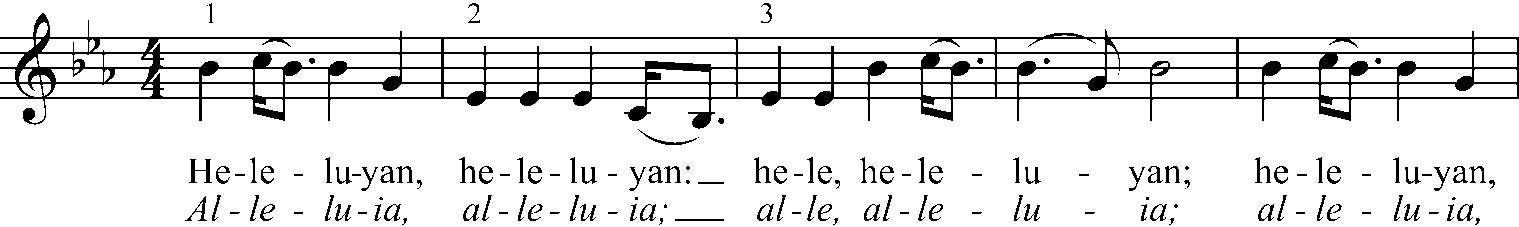 1 2 3
4
4
He - le - lu - yan, he - le - lu - yan: he - le, he - le - lu - yan; he - le - lu - yan,
Al - le - lu - ia, al - le - lu - ia; al - le, al - le - lu - ia; al - le - lu - ia,